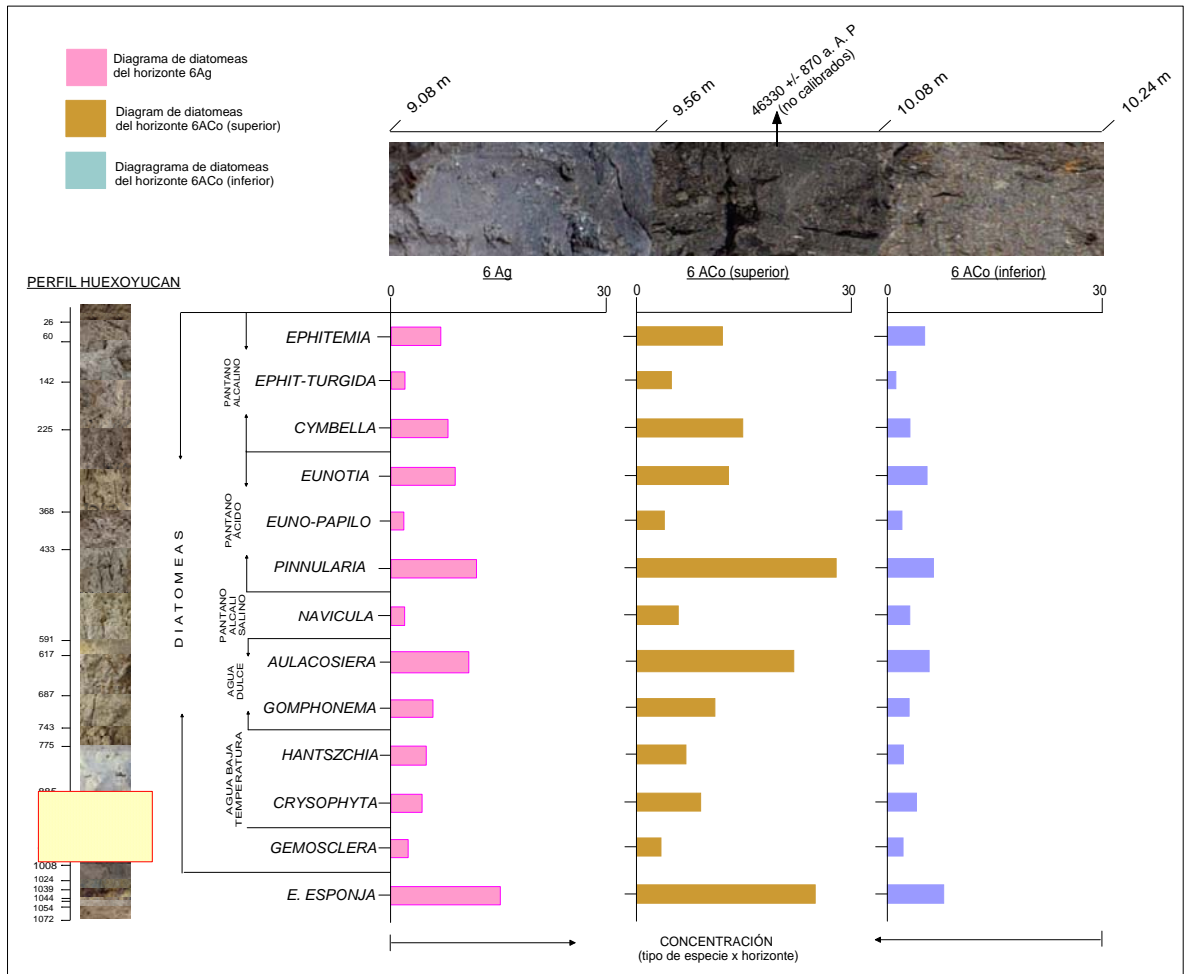 Diagrama de diatomeas
del horizonte 6Ag
Diagram de diatomeas
del horizonte 6ACo (superior)
Diagragrama de diatomeas
del horizonte 6ACo (inferior)
9.08 m
9.56 m
46330 +/- 870 a. A. P
(no calibrados)
10.08 m
10.24 m
PERFIL HUEXOYUCAN
6 Ag
6 ACo (superior)
6 ACo (inferior)
0
30
0
30
0
30
26
60
142
225
368
433
591
617
687
743
775
1008
1024
1039
1044
1054
1072
DIATOMEAS
PANTANO
ALCALINO
PANTANO
ÁCIDO
PANTANO
ALCALI
SALINO
AGUA
DULCE
AGUA BAJA
TEMPERATURA
EPHITEMIA
EPHIT-TURGIDA
CYMBELLA
EUNOTIA
EUNO-PAPILO
PINNULARIA
NAVICULA
AULACOSIERA
GOMPHONEMA
HANTSZCHIA
CRYSOPHYTA
GEMOSCLERA
E. ESPONJA
CONCENTRACIÓN
(tipo de especie x horizonte)